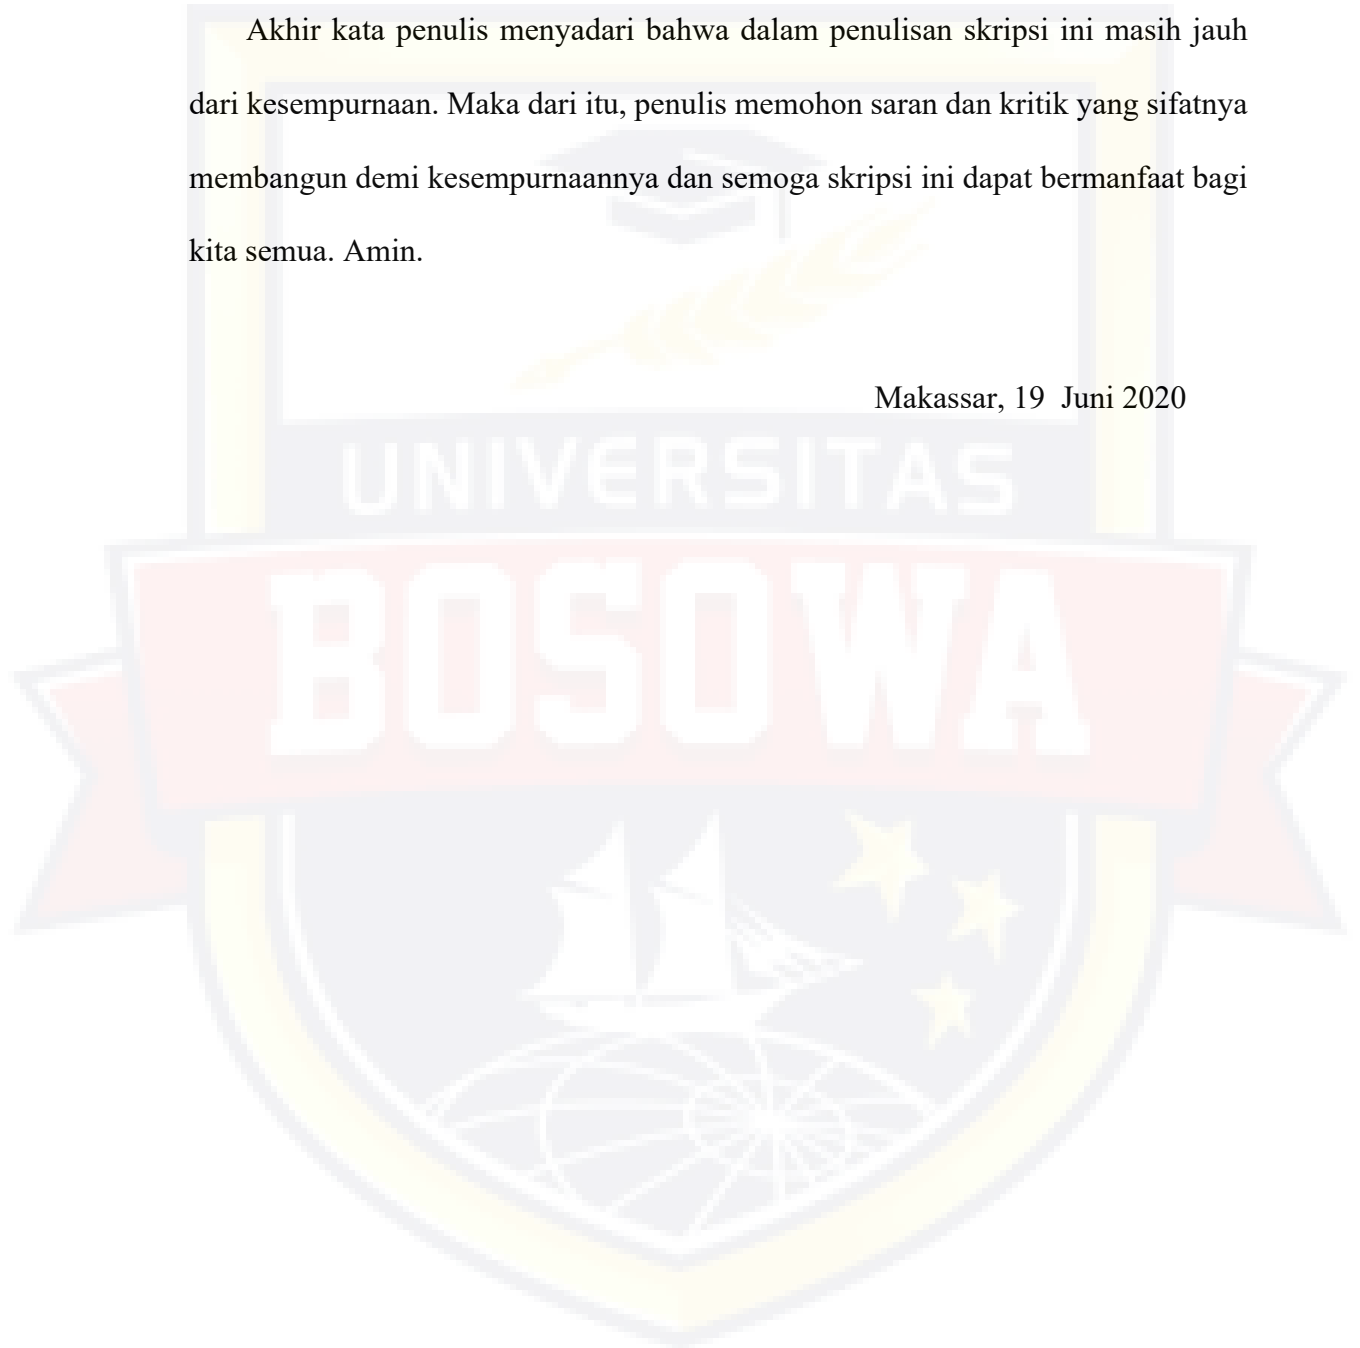 Akhir kata penulis menyadari bahwa dalam penulisan skripsi ini masih jauh
dari kesempurnaan. Maka dari itu, penulis memohon saran dan kritik yang sifatnya
membangun demi kesempurnaannya dan semoga skripsi ini dapat bermanfaat bagi
kita semua. Amin.
Makassar, 19 Juni 2020
UNIVERSITAS
BOSOWA